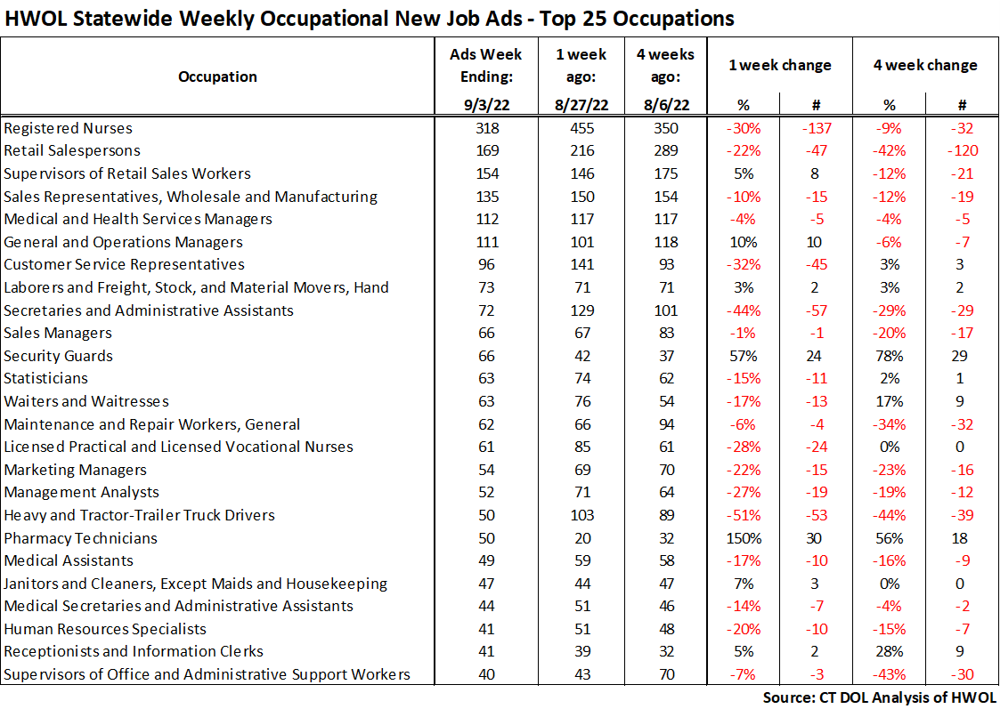 HWOL Statewide Weekly Occupational New Job Ads - Top 25 Occupations
Occupation Ads Week Ending: 1 week ago: 4 weeks ago: 1 week change 4 week change
9/3/22 8/27/22 8/6/22 % # % #
Registered Nurses 318 455 350 -30% -137 -9% -32
Retail Salespersons 169 216 289 -22% -47 -42% -120
Supervisors of Retail Sales Workers 154 146 175 5% 8 -12% -21
Sales Representatives, Wholesale and Manufacturing 135 150 154 -10% -15 -12% -19
Medical and Health Services Managers 112 117 117 -4% -5 -4% -5
General and Operations Managers 111 101 118 10% 10 -6% -7
Customer Service Representatives 96 141 93 -32% -45 3% 3
Laborers and Freight, Stock, and Material Movers, Hand 73 71 71 3% 2 3% 2
Secretaries and Administrative Assistants 72 129 101 -44% -57 -29% -29
Sales Managers 66 67 83 -1% -1 -20% -17
Security Guards 66 42 37 57% 24 78% 29
Statisticians 63 74 62 -15% -11 2% 1
Waiters and Waitresses 63 76 54 -17% -13 17% 9
Maintenance and Repair Workers, General 62 66 94 -6% -4 -34% -32
Licensed Practical and Licensed Vocational Nurses 61 85 61 -28% -24 0% 0
Marketing Managers 54 69 70 -22% -15 -23% -16
Management Analysts 52 71 64 -27% -19 -19% -12
Heavy and Tractor-Trailer Truck Drivers 50 103 89 -51% -53 -44% -39
Pharmacy Technicians 50 20 32 150% 30 56% 18
Medical Assistants 49 59 58 -17% -10 -16% -9
Janitors and Cleaners, Except Maids and Housekeeping 47 44 47 7% 3 0% 0
Medical Secretaries and Administrative Assistants 44 51 46 -14% -7 -4% -2
Human Resources Specialists 41 51 48 -20% -10 -15% -7
Receptionists and Information Clerks 41 39 32 5% 2 28% 9
Supervisors of Office and Administrative Support Workers 40 43 70 -7% -3 -43% -30
Source: CT DOL Analysis of HWOL